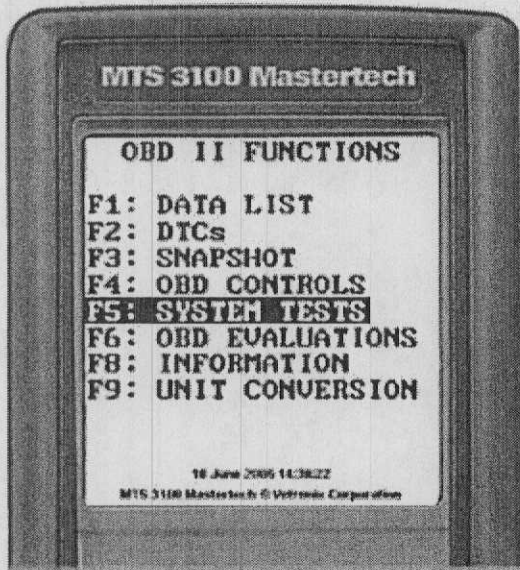 MTS 3100 Mastertech
OBD II FUNCTIONS
F1: DATA LIST
F2: DTCs
F3: SNAPSHOT
F4: OBD CONTROLS
F5: SYSTEM TESTS
F6: OBD EVALUATIONS
F8: INFORMATION
F9: UNIT CONVERSION
June 2005 14:38:22
MTS 3100 Mastertech © Vetronix Corporation